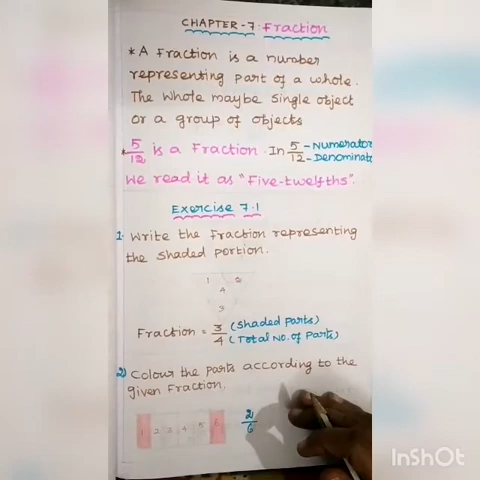 CHAPTER-7: Fraction
* A Fraction is a number
representing part of a whole.
The whole maybe single object
or a group of objects
5/12 is a Fraction. In 5/12 - Numerator
- Denominat
We read it as "Five-twelfths".
Exercise 7.1
1. Write the Fraction representing
the shaded portion.
1 2
4
3
Fraction = 3/4 (Shaded Parts)
(Total No. of Parts)
2) Colour the parts according to the
given Fraction.
1 2 3 4 5 6 2/6
InShOt